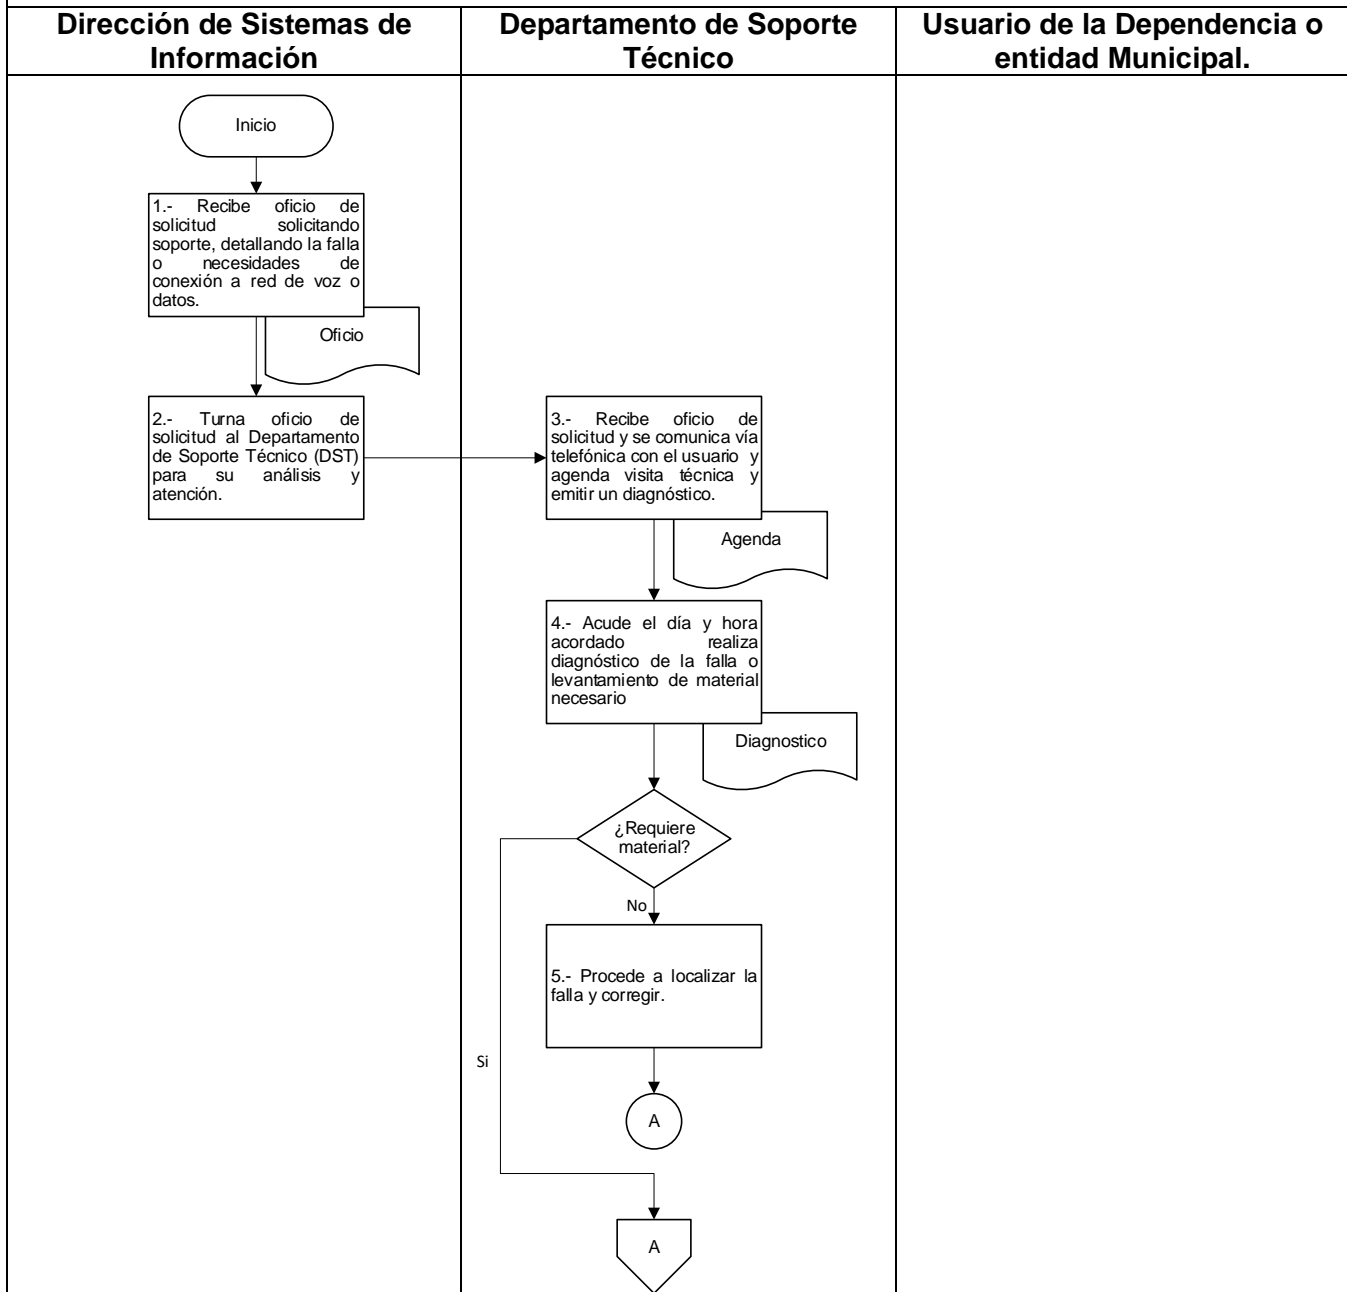 Dirección de Sistemas de
Información
Departamento de Soporte
Técnico
Usuario de la Dependencia o
entidad Municipal.
Inicio
1.- Recibe oficio de
solicitud solicitando
soporte, detallando la falla
o necesidades de
conexión a red de voz o
datos.
Oficio
2.- Turna oficio de
solicitud al Departamento
de Soporte Técnico (DST)
para su análisis y
atención.
3.- Recibe oficio de
solicitud y se comunica vía
telefónica con el usuario y
agenda visita técnica y
emitir un diagnóstico.
Agenda
4.- Acude el día y hora
acordado realiza
diagnóstico de la falla o
levantamiento de material
necesario
Diagnostico
¿Requiere
material?
No
5.- Procede a localizar la
falla y corregir.
Si
A
A